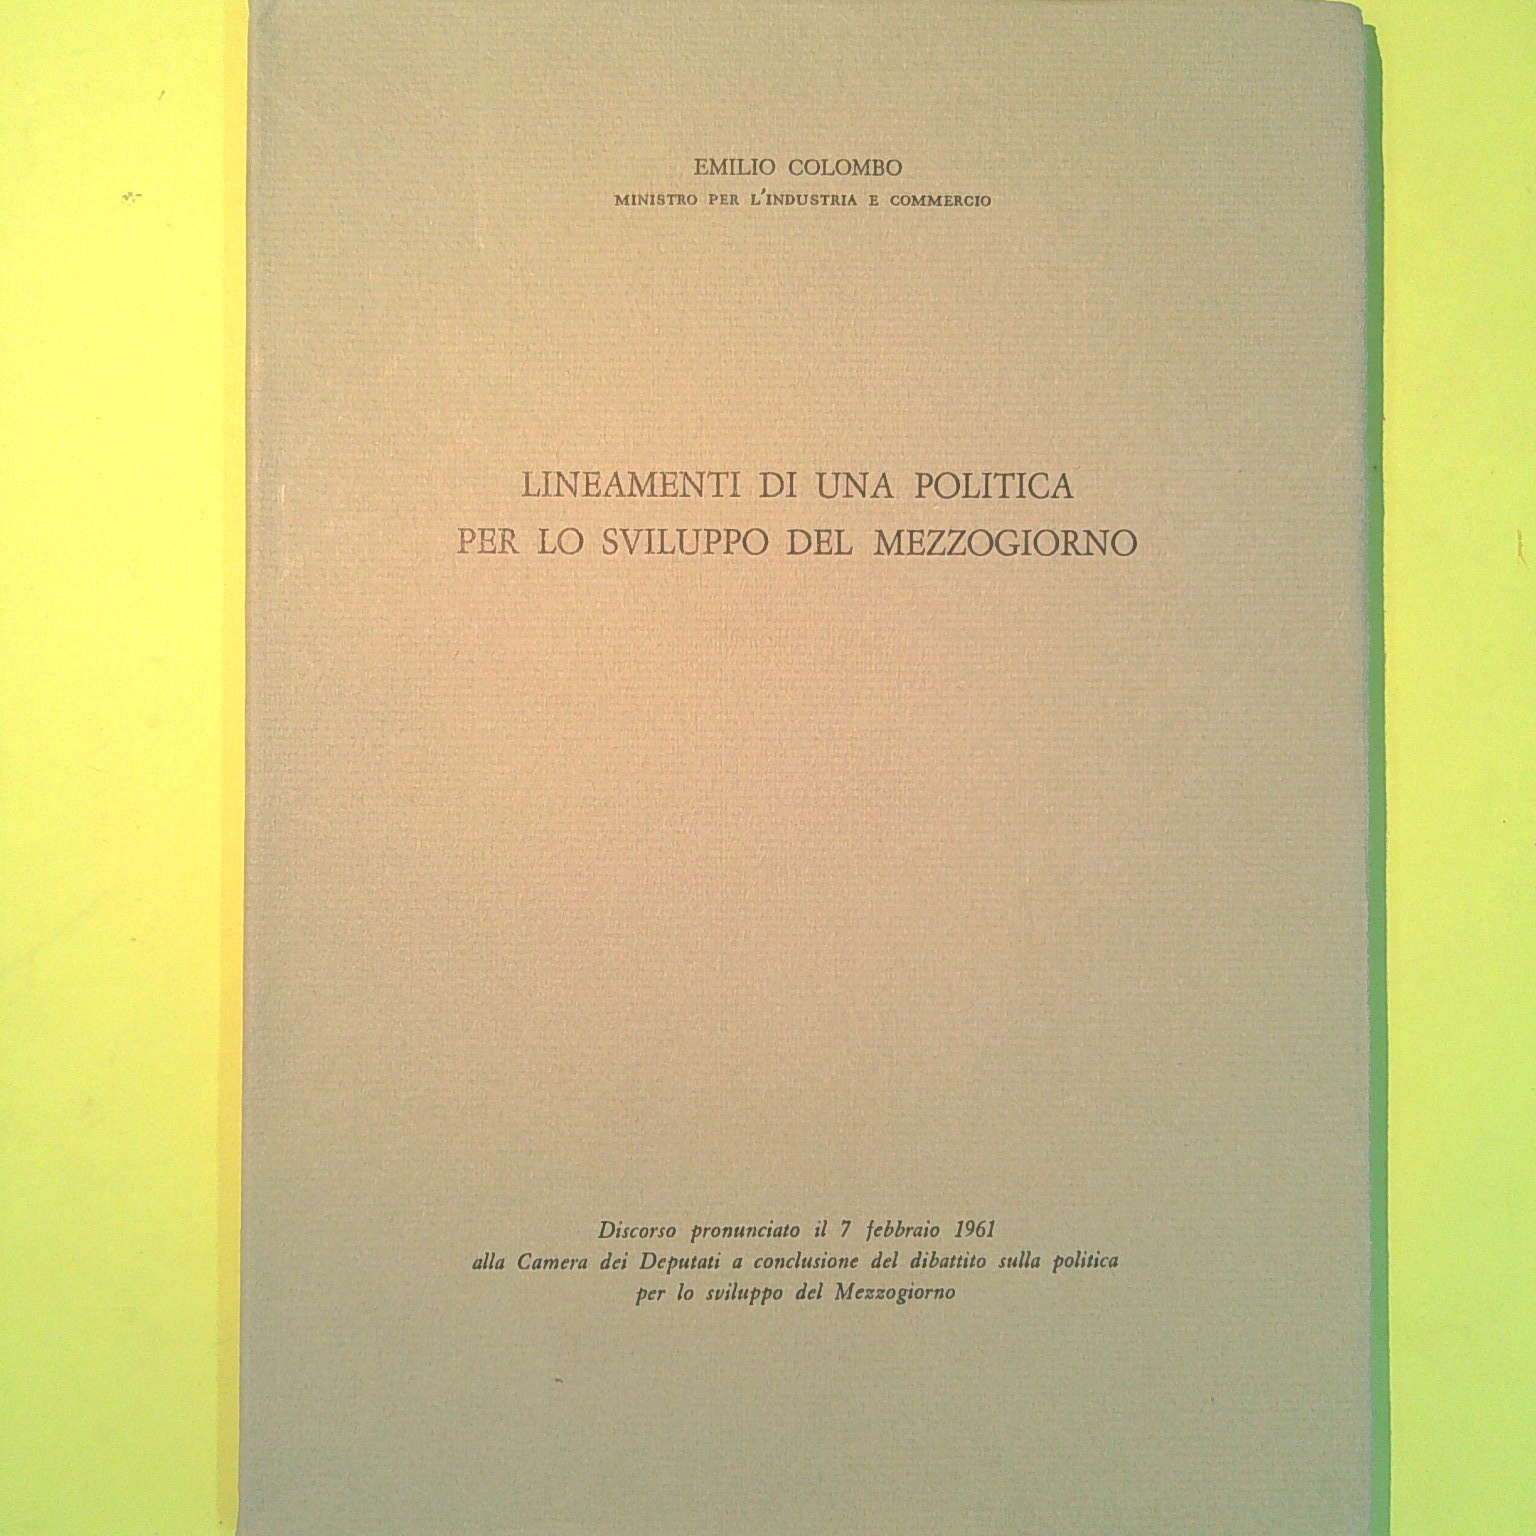 EMILIO COLOMBO
MINISTRO PER L'INDUSTRIA E COMMERCIO
LINEAMENTI DI UNA POLITICA
PER LO SVILUPPO DEL MEZZOGIORNO
Discorso pronunciato il 7 febbraio 1961
alla Camera dei Deputati a conclusione del dibattito sulla politica
per lo sviluppo del Mezzogiorno